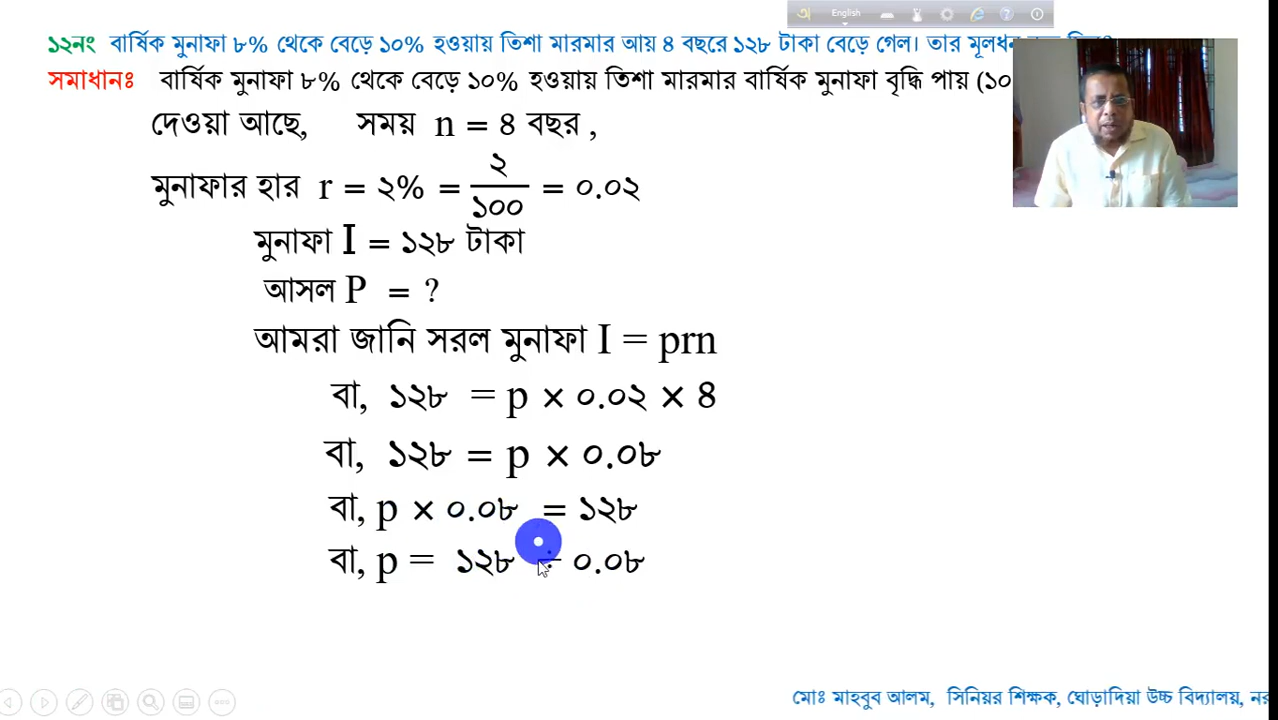 English
১২নং বার্ষিক মুনাফা ৮% থেকে বেড়ে ১০% হওয়ায় তিশা মারমার আয় ৪ বছরে ১২৮ টাকা বেড়ে গেল। তার মূলধন
সমাধানঃ বার্ষিক মুনাফা ৮% থেকে বেড়ে ১০% হওয়ায় তিশা মারমার বার্ষিক মুনাফা বৃদ্ধি পায় (১০
দেওয়া আছে, সময় n = ৪ বছর ,
মুনাফার হার r = ২% = ২/১০০ = ০.০২
মুনাফা I = ১২৮ টাকা
আসল P = ?
আমরা জানি সরল মুনাফা I = prn
বা, ১২৮ = p × ০.০২ × ৪
বা, ১২৮ = p × ০.০৮
বা, p × ০.০৮ = ১২৮
বা, p = ১২৮ ÷ ০.০৮
মোঃ মাহবুব আলম, সিনিয়র শিক্ষক, ঘোড়াদিয়া উচ্চ বিদ্যালয়, নর